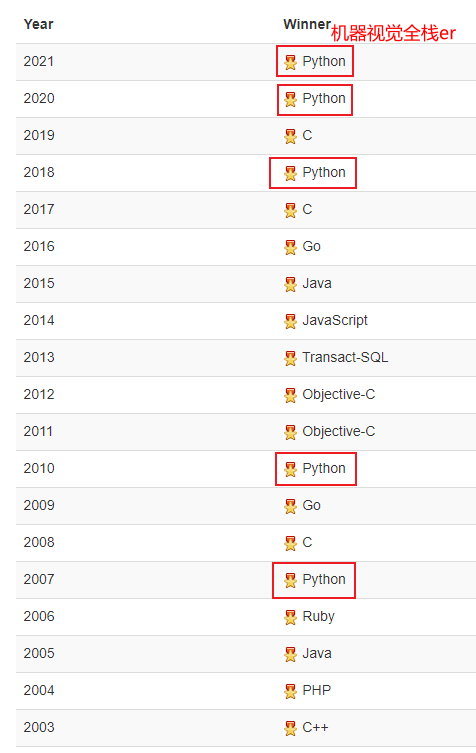 Year Winner 机器视觉全栈er
2021 Python
2020 Python
2019 C
2018 Python
2017 C
2016 Go
2015 Java
2014 JavaScript
2013 Transact-SQL
2012 Objective-C
2011 Objective-C
2010 Python
2009 Go
2008 C
2007 Python
2006 Ruby
2005 Java
2004 PHP
2003 C++